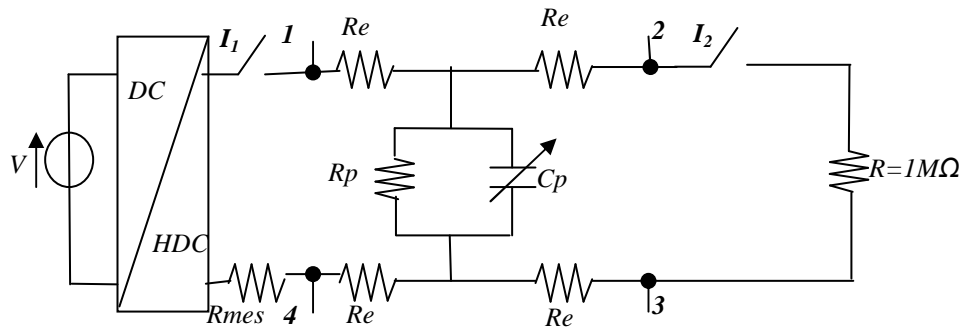 Re
Re
I1
1
2
I2
DC
V
Rp
Cp
R=1MΩ
HDC
Rmes
4
Re
Re
3